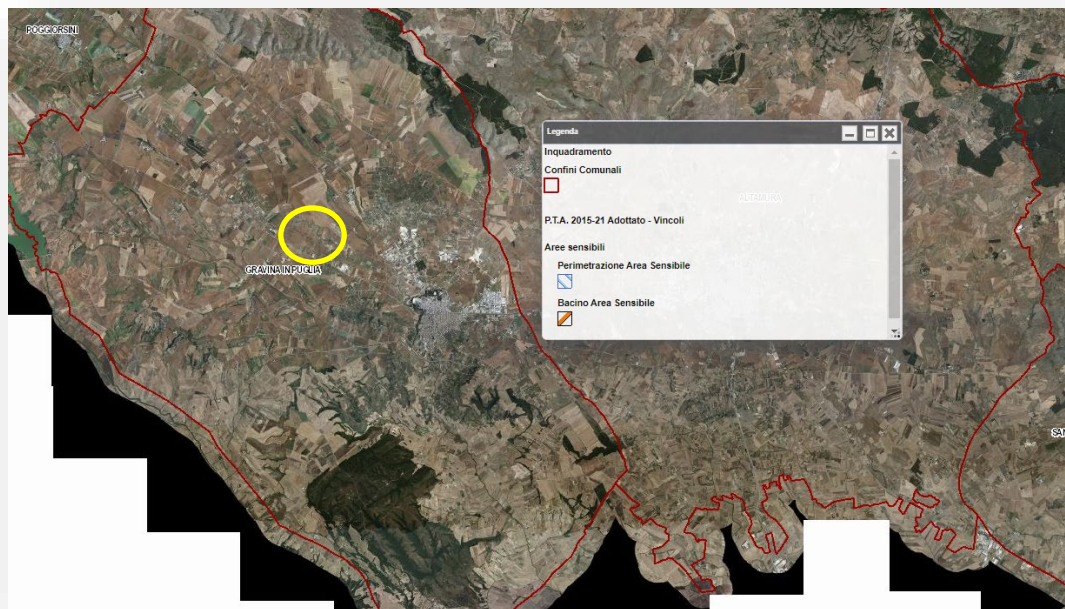 POGGIORSINI
Legenda
Inquadramento
Confini Comunali
ALTAMURA
P.T.A. 2015-21 Adottato - Vincoli
Aree sensibili
Perimetrazione Area Sensibile
Bacino Area Sensibile
GRAVINA IN PUGLIA
SAN